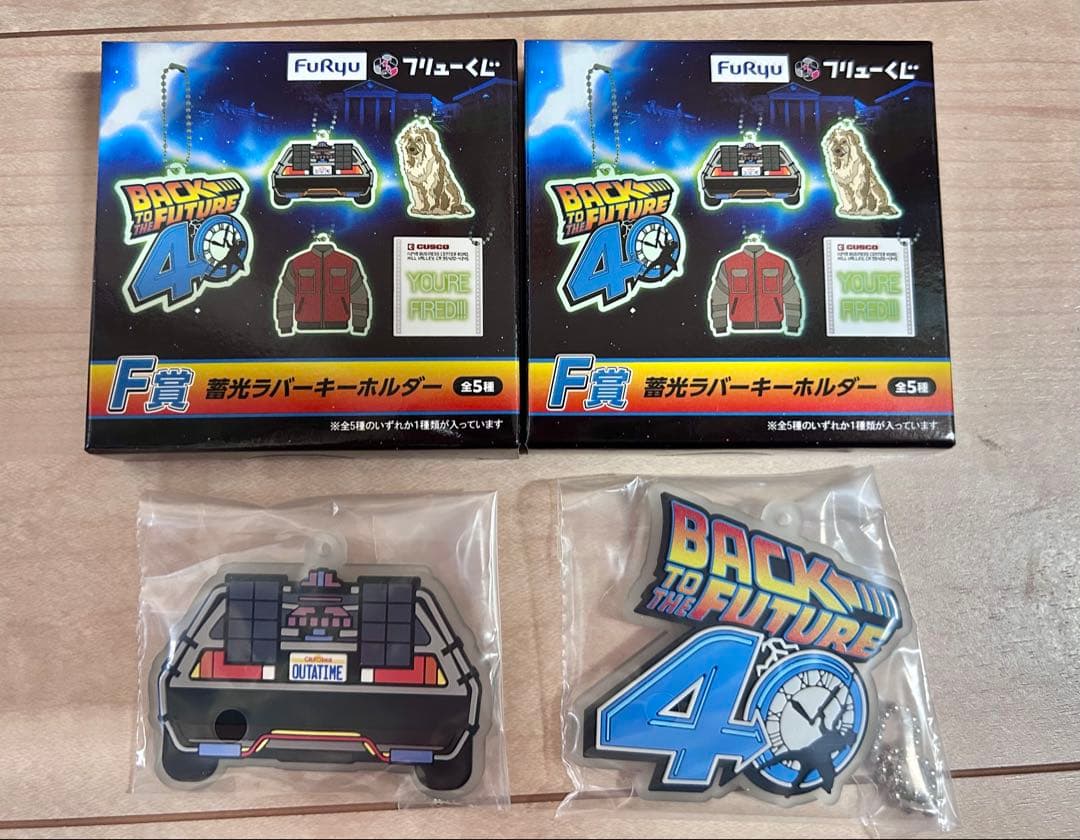 FuRyu フリューくじ
BACK
TO THE FUTURE
40
CUSCO
YOU'RE
FIRED!!!
F賞 蓄光ラバーキーホルダー 全5種
※全5種のいずれか1種類が入っています
FuRyu フリューくじ
BACK
TO THE FUTURE
40
CUSCO
YOU'RE
FIRED!!!
F賞 蓄光ラバーキーホルダー 全5種
※全5種のいずれか1種類が入っています
OUTATIME
BACK
TO THE FUTURE
40